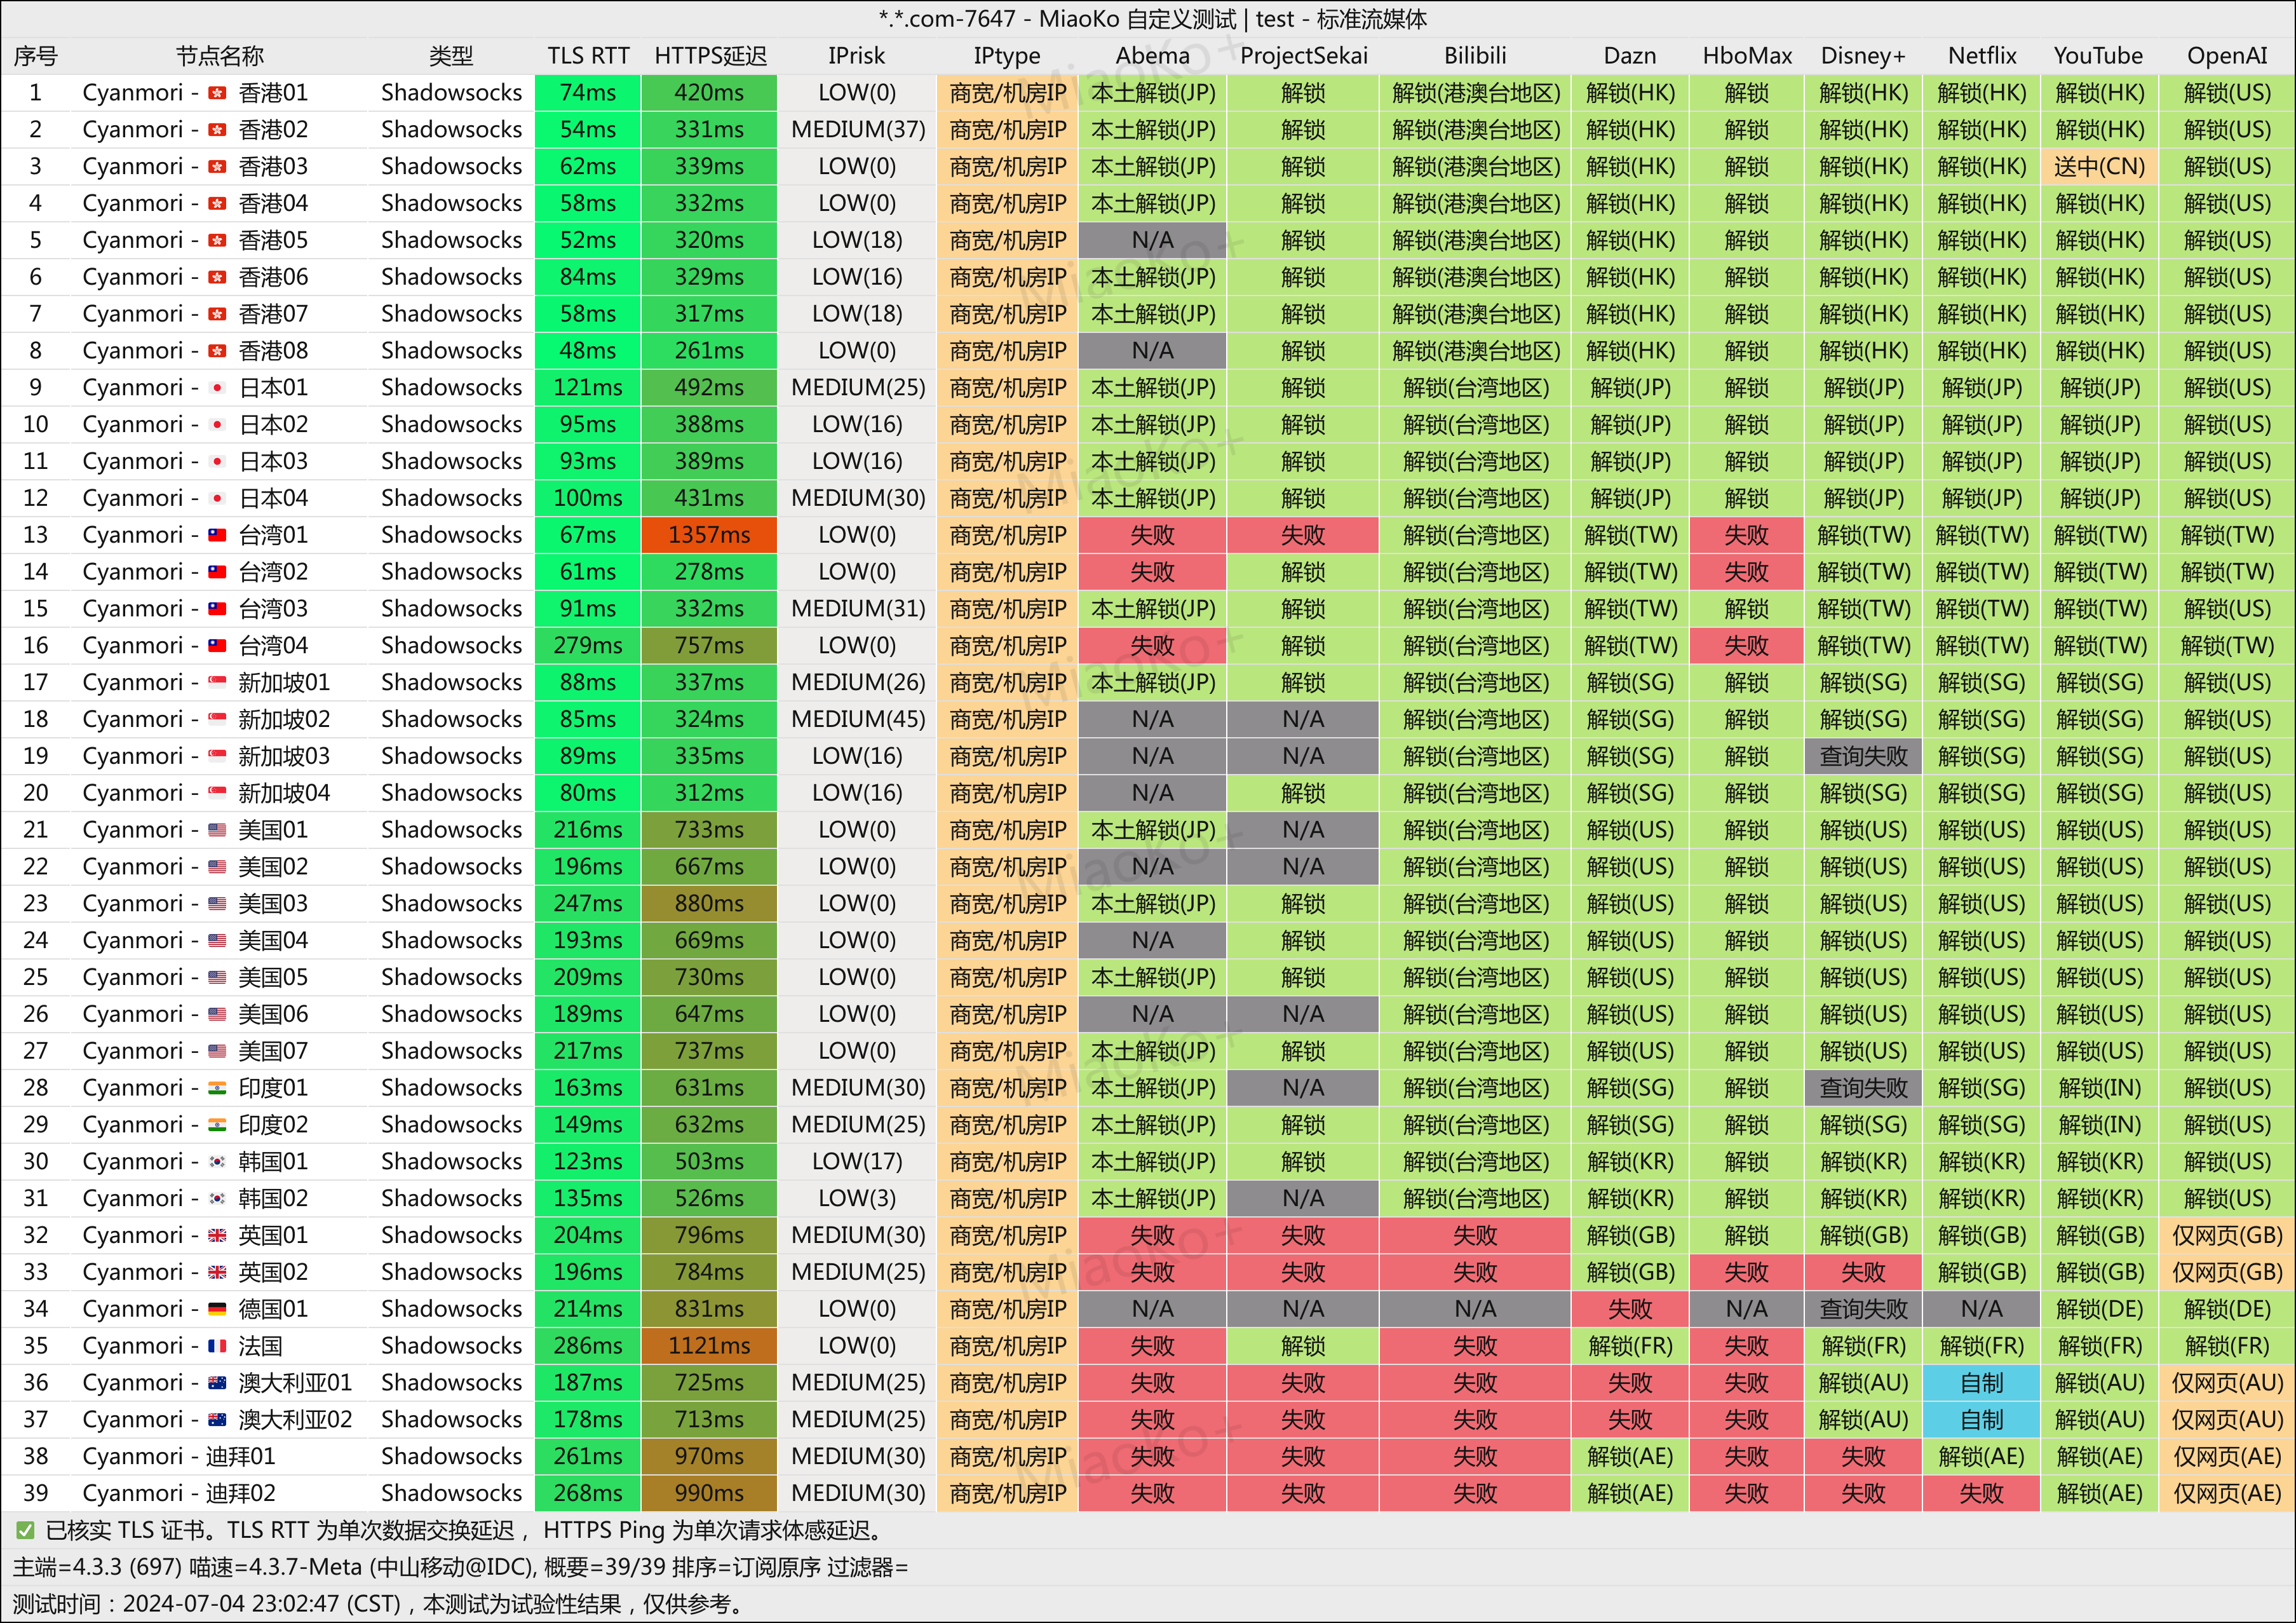 *.*.com-7647 - MiaoKo 自定义测试 | test - 标准流媒体
序号 节点名称 类型 TLS RTT HTTPS延迟 IPrisk IPtype Abema ProjectSekai Bilibili Dazn HboMax Disney+ Netflix YouTube OpenAI
1 Cyanmori - 香港01 Shadowsocks 74ms 420ms LOW(0) 商宽/机房IP 本土解锁(JP) 解锁 解锁(港澳台地区) 解锁(HK) 解锁 解锁(HK) 解锁(HK) 解锁(HK) 解锁(US)
2 Cyanmori - 香港02 Shadowsocks 54ms 331ms MEDIUM(37) 商宽/机房IP 本土解锁(JP) 解锁 解锁(港澳台地区) 解锁(HK) 解锁 解锁(HK) 解锁(HK) 解锁(HK) 解锁(US)
3 Cyanmori - 香港03 Shadowsocks 62ms 339ms LOW(0) 商宽/机房IP 本土解锁(JP) 解锁 解锁(港澳台地区) 解锁(HK) 解锁 解锁(HK) 解锁(HK) 送中(CN) 解锁(US)
4 Cyanmori - 香港04 Shadowsocks 58ms 332ms LOW(0) 商宽/机房IP 本土解锁(JP) 解锁 解锁(港澳台地区) 解锁(HK) 解锁 解锁(HK) 解锁(HK) 解锁(HK) 解锁(US)
5 Cyanmori - 香港05 Shadowsocks 52ms 320ms LOW(18) 商宽/机房IP N/A 解锁 解锁(港澳台地区) 解锁(HK) 解锁 解锁(HK) 解锁(HK) 解锁(HK) 解锁(US)
6 Cyanmori - 香港06 Shadowsocks 84ms 329ms LOW(16) 商宽/机房IP 本土解锁(JP) 解锁 解锁(港澳台地区) 解锁(HK) 解锁 解锁(HK) 解锁(HK) 解锁(HK) 解锁(US)
7 Cyanmori - 香港07 Shadowsocks 58ms 317ms LOW(18) 商宽/机房IP 本土解锁(JP) 解锁 解锁(港澳台地区) 解锁(HK) 解锁 解锁(HK) 解锁(HK) 解锁(HK) 解锁(US)
8 Cyanmori - 香港08 Shadowsocks 48ms 261ms LOW(0) 商宽/机房IP N/A 解锁 解锁(港澳台地区) 解锁(HK) 解锁 解锁(HK) 解锁(HK) 解锁(HK) 解锁(US)
9 Cyanmori - 日本01 Shadowsocks 121ms 492ms MEDIUM(25) 商宽/机房IP 本土解锁(JP) 解锁 解锁(台湾地区) 解锁(JP) 解锁 解锁(JP) 解锁(JP) 解锁(JP) 解锁(US)
10 Cyanmori - 日本02 Shadowsocks 95ms 388ms LOW(16) 商宽/机房IP 本土解锁(JP) 解锁 解锁(台湾地区) 解锁(JP) 解锁 解锁(JP) 解锁(JP) 解锁(JP) 解锁(US)
11 Cyanmori - 日本03 Shadowsocks 93ms 389ms LOW(16) 商宽/机房IP 本土解锁(JP) 解锁 解锁(台湾地区) 解锁(JP) 解锁 解锁(JP) 解锁(JP) 解锁(JP) 解锁(US)
12 Cyanmori - 日本04 Shadowsocks 100ms 431ms MEDIUM(30) 商宽/机房IP 本土解锁(JP) 解锁 解锁(台湾地区) 解锁(JP) 解锁 解锁(JP) 解锁(JP) 解锁(JP) 解锁(US)
13 Cyanmori - 台湾01 Shadowsocks 67ms 1357ms LOW(0) 商宽/机房IP 失败 失败 解锁(台湾地区) 解锁(TW) 失败 解锁(TW) 解锁(TW) 解锁(TW) 解锁(TW)
14 Cyanmori - 台湾02 Shadowsocks 61ms 278ms LOW(0) 商宽/机房IP 失败 解锁 解锁(台湾地区) 解锁(TW) 失败 解锁(TW) 解锁(TW) 解锁(TW) 解锁(TW)
15 Cyanmori - 台湾03 Shadowsocks 91ms 332ms MEDIUM(31) 商宽/机房IP 本土解锁(JP) 解锁 解锁(台湾地区) 解锁(TW) 解锁 解锁(TW) 解锁(TW) 解锁(TW) 解锁(US)
16 Cyanmori - 台湾04 Shadowsocks 279ms 757ms LOW(0) 商宽/机房IP 失败 解锁 解锁(台湾地区) 解锁(TW) 失败 解锁(TW) 解锁(TW) 解锁(TW) 解锁(TW)
17 Cyanmori - 新加坡01 Shadowsocks 88ms 337ms MEDIUM(26) 商宽/机房IP 本土解锁(JP) 解锁 解锁(台湾地区) 解锁(SG) 解锁 解锁(SG) 解锁(SG) 解锁(SG) 解锁(US)
18 Cyanmori - 新加坡02 Shadowsocks 85ms 324ms MEDIUM(45) 商宽/机房IP N/A N/A 解锁(台湾地区) 解锁(SG) 解锁 解锁(SG) 解锁(SG) 解锁(SG) 解锁(US)
19 Cyanmori - 新加坡03 Shadowsocks 89ms 335ms LOW(16) 商宽/机房IP N/A N/A 解锁(台湾地区) 解锁(SG) 解锁 查询失败 解锁(SG) 解锁(SG) 解锁(US)
20 Cyanmori - 新加坡04 Shadowsocks 80ms 312ms LOW(16) 商宽/机房IP N/A 解锁 解锁(台湾地区) 解锁(SG) 解锁 解锁(SG) 解锁(SG) 解锁(SG) 解锁(US)
21 Cyanmori - 美国01 Shadowsocks 216ms 733ms LOW(0) 商宽/机房IP 本土解锁(JP) N/A 解锁(台湾地区) 解锁(US) 解锁 解锁(US) 解锁(US) 解锁(US) 解锁(US)
22 Cyanmori - 美国02 Shadowsocks 196ms 667ms LOW(0) 商宽/机房IP N/A N/A 解锁(台湾地区) 解锁(US) 解锁 解锁(US) 解锁(US) 解锁(US) 解锁(US)
23 Cyanmori - 美国03 Shadowsocks 247ms 880ms LOW(0) 商宽/机房IP 本土解锁(JP) 解锁 解锁(台湾地区) 解锁(US) 解锁 解锁(US) 解锁(US) 解锁(US) 解锁(US)
24 Cyanmori - 美国04 Shadowsocks 193ms 669ms LOW(0) 商宽/机房IP N/A 解锁 解锁(台湾地区) 解锁(US) 解锁 解锁(US) 解锁(US) 解锁(US) 解锁(US)
25 Cyanmori - 美国05 Shadowsocks 209ms 730ms LOW(0) 商宽/机房IP 本土解锁(JP) 解锁 解锁(台湾地区) 解锁(US) 解锁 解锁(US) 解锁(US) 解锁(US) 解锁(US)
26 Cyanmori - 美国06 Shadowsocks 189ms 647ms LOW(0) 商宽/机房IP N/A N/A 解锁(台湾地区) 解锁(US) 解锁 解锁(US) 解锁(US) 解锁(US) 解锁(US)
27 Cyanmori - 美国07 Shadowsocks 217ms 737ms LOW(0) 商宽/机房IP 本土解锁(JP) 解锁 解锁(台湾地区) 解锁(US) 解锁 解锁(US) 解锁(US) 解锁(US) 解锁(US)
28 Cyanmori - 印度01 Shadowsocks 163ms 631ms MEDIUM(30) 商宽/机房IP 本土解锁(JP) N/A 解锁(台湾地区) 解锁(SG) 解锁 查询失败 解锁(SG) 解锁(IN) 解锁(US)
29 Cyanmori - 印度02 Shadowsocks 149ms 632ms MEDIUM(25) 商宽/机房IP 本土解锁(JP) 解锁 解锁(台湾地区) 解锁(SG) 解锁 解锁(SG) 解锁(SG) 解锁(IN) 解锁(US)
30 Cyanmori - 韩国01 Shadowsocks 123ms 503ms LOW(17) 商宽/机房IP 本土解锁(JP) 解锁 解锁(台湾地区) 解锁(KR) 解锁 解锁(KR) 解锁(KR) 解锁(KR) 解锁(US)
31 Cyanmori - 韩国02 Shadowsocks 135ms 526ms LOW(3) 商宽/机房IP 本土解锁(JP) N/A 解锁(台湾地区) 解锁(KR) 解锁 解锁(KR) 解锁(KR) 解锁(KR) 解锁(US)
32 Cyanmori - 英国01 Shadowsocks 204ms 796ms MEDIUM(30) 商宽/机房IP 失败 失败 失败 解锁(GB) 解锁 解锁(GB) 解锁(GB) 解锁(GB) 仅网页(GB)
33 Cyanmori - 英国02 Shadowsocks 196ms 784ms MEDIUM(25) 商宽/机房IP 失败 失败 失败 解锁(GB) 失败 失败 解锁(GB) 解锁(GB) 仅网页(GB)
34 Cyanmori - 德国01 Shadowsocks 214ms 831ms LOW(0) 商宽/机房IP N/A N/A N/A 失败 N/A 查询失败 N/A 解锁(DE) 解锁(DE)
35 Cyanmori - 法国 Shadowsocks 286ms 1121ms LOW(0) 商宽/机房IP 失败 解锁 失败 解锁(FR) 失败 解锁(FR) 解锁(FR) 解锁(FR) 解锁(FR)
36 Cyanmori - 澳大利亚01 Shadowsocks 187ms 725ms MEDIUM(25) 商宽/机房IP 失败 失败 失败 失败 失败 解锁(AU) 自制 解锁(AU) 仅网页(AU)
37 Cyanmori - 澳大利亚02 Shadowsocks 178ms 713ms MEDIUM(25) 商宽/机房IP 失败 失败 失败 失败 失败 解锁(AU) 自制 解锁(AU) 仅网页(AU)
38 Cyanmori - 迪拜01 Shadowsocks 261ms 970ms MEDIUM(30) 商宽/机房IP 失败 失败 失败 解锁(AE) 失败 失败 解锁(AE) 解锁(AE) 仅网页(AE)
39 Cyanmori - 迪拜02 Shadowsocks 268ms 990ms MEDIUM(30) 商宽/机房IP 失败 失败 失败 解锁(AE) 失败 失败 失败 解锁(AE) 仅网页(AE)
✅ 已核实 TLS 证书。TLS RTT 为单次数据交换延迟， HTTPS Ping 为单次请求体感延迟。
主端=4.3.3 (697) 喵速=4.3.7-Meta (中山移动@IDC), 概要=39/39 排序=订阅原序 过滤器=
测试时间：2024-07-04 23:02:47 (CST)，本测试为试验性结果，仅供参考。
MiaoKo+
MiaoKo+
MiaoKo+
MiaoKo+
MiaoKo+
MiaoKo+
MiaoKo+
MiaoKo+